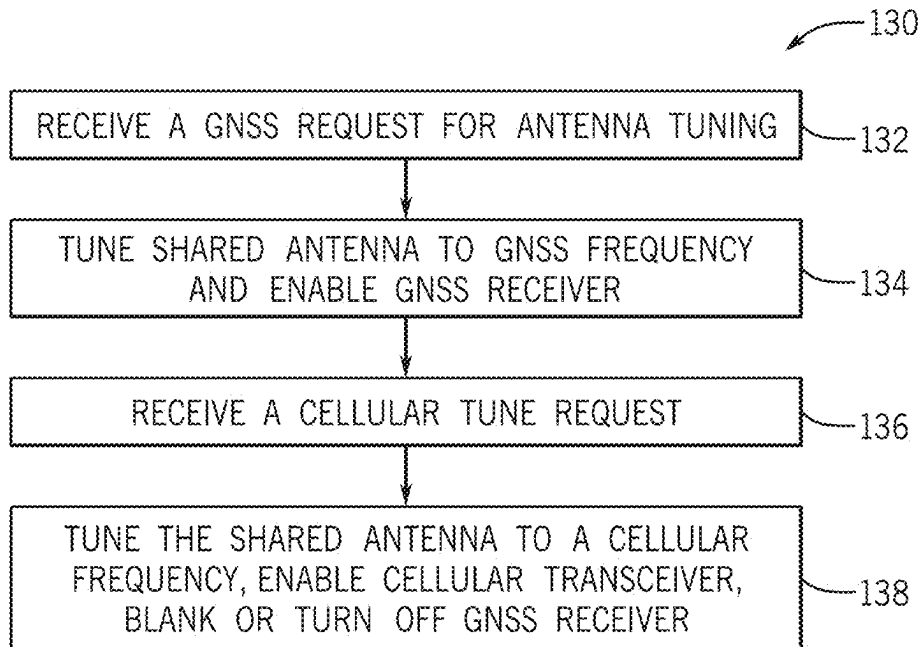 130
RECEIVE A GNSS REQUEST FOR ANTENNA TUNING
132
TUNE SHARED ANTENNA TO GNSS FREQUENCY
AND ENABLE GNSS RECEIVER
134
RECEIVE A CELLULAR TUNE REQUEST
136
TUNE THE SHARED ANTENNA TO A CELLULAR
FREQUENCY, ENABLE CELLULAR TRANSCEIVER,
BLANK OR TURN OFF GNSS RECEIVER
138